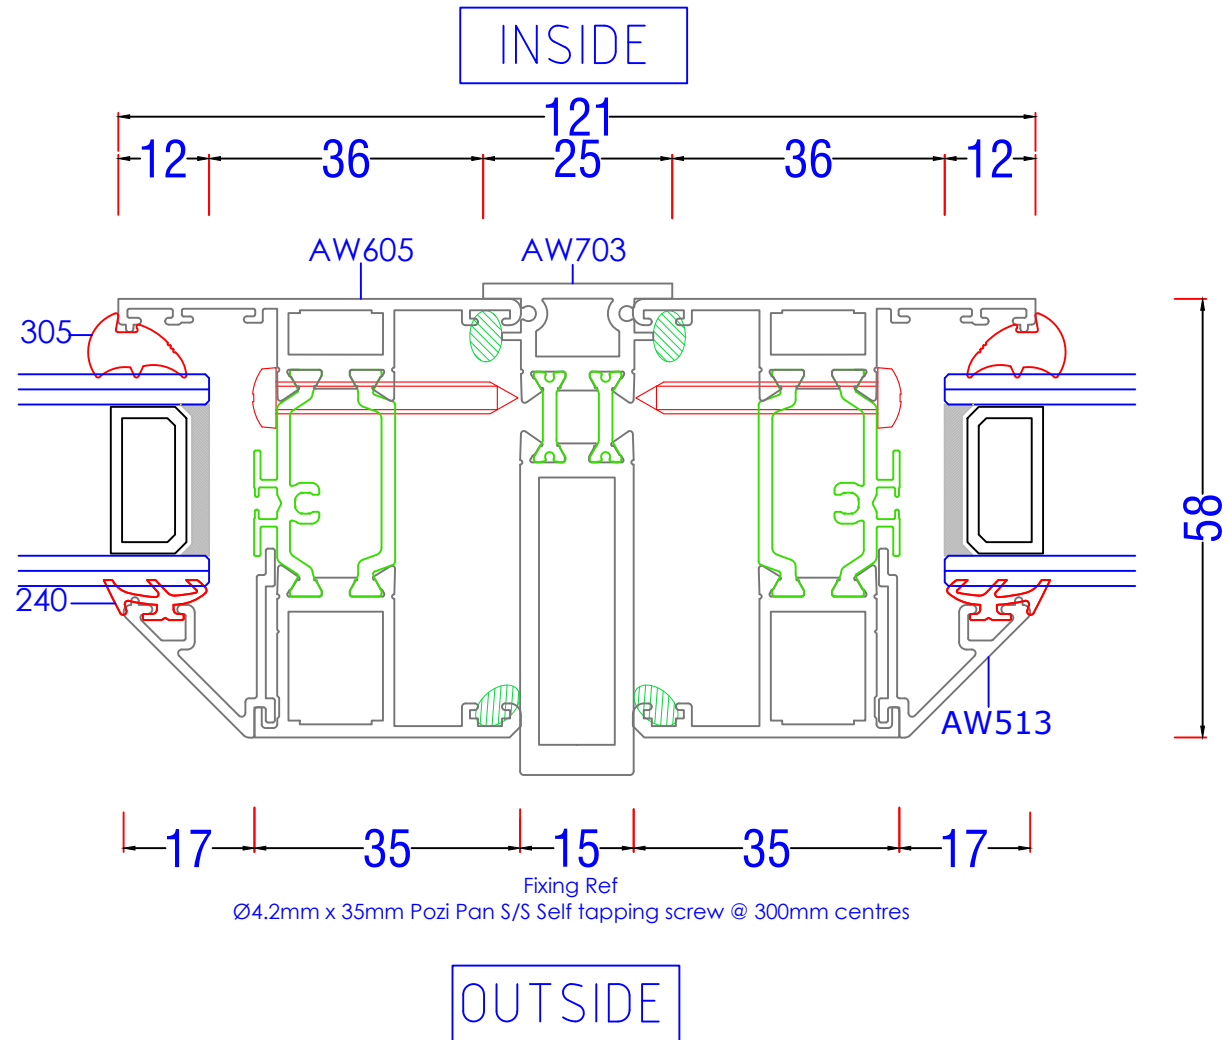 INSIDE
121
12 36 25 36 12
AW605 AW703
305
58
240
AW513
17 35 15 35 17
Fixing Ref
Ø4.2mm x 35mm Pozi Pan S/S Self tapping screw @ 300mm centres
OUTSIDE